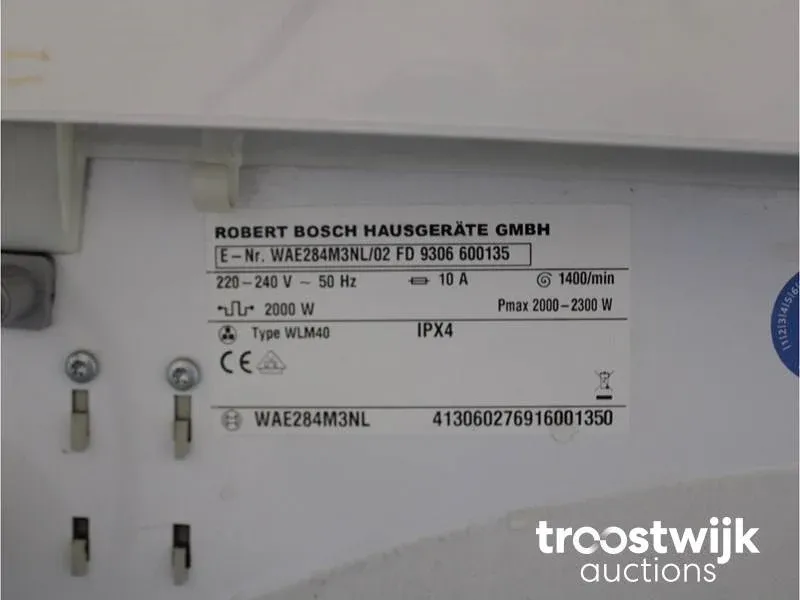 ROBERT BOSCH HAUSGERÄTE GMBH
E-Nr. WAE284M3NL/02 FD 9306 600135
220-240 V ~ 50 Hz 10 A 1400/min
2000 W Pmax 2000-2300 W
Type WLM40 IPX4
CE
WAE284M3NL 413060276916001350
troostwijk
auctions